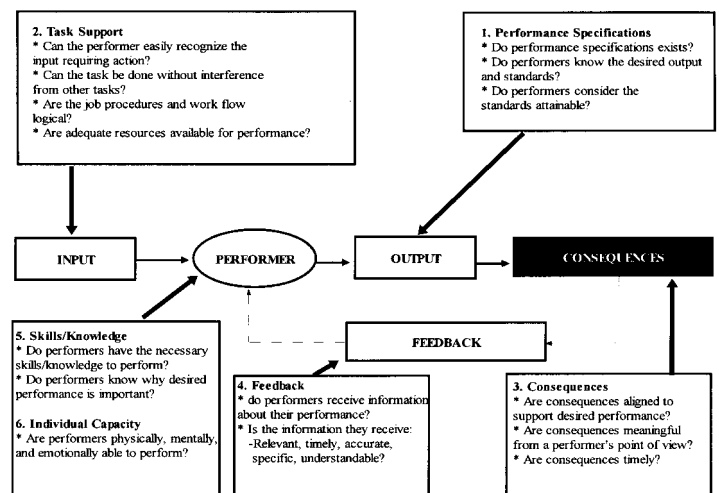 2. Task Support
* Can the performer easily recognize the
input requiring action?
* Can the task be done without interference
from other tasks?
* Are the job procedures and work flow
logical?
* Are adequate resources available for performance?
1. Performance Specifications
* Do performance specifications exists?
* Do performers know the desired output
and standards?
* Do performers consider the
standards attainable?
INPUT
PERFORMER
OUTPUT
CONSEQUENCES
FEEDBACK
5. Skills/Knowledge
* Do performers have the necessary
skills/knowledge to perform?
* Do performers know why desired
performance is important?
6. Individual Capacity
* Are performers physically, mentally,
and emotionally able to perform?
4. Feedback
* do performers receive information
about their performance?
* Is the information they receive:
-Relevant, timely, accurate,
specific, understandable?
3. Consequences
* Are consequences aligned to
support desired performance?
* Are consequences meaningful
from a performer's point of view?
* Are consequences timely?